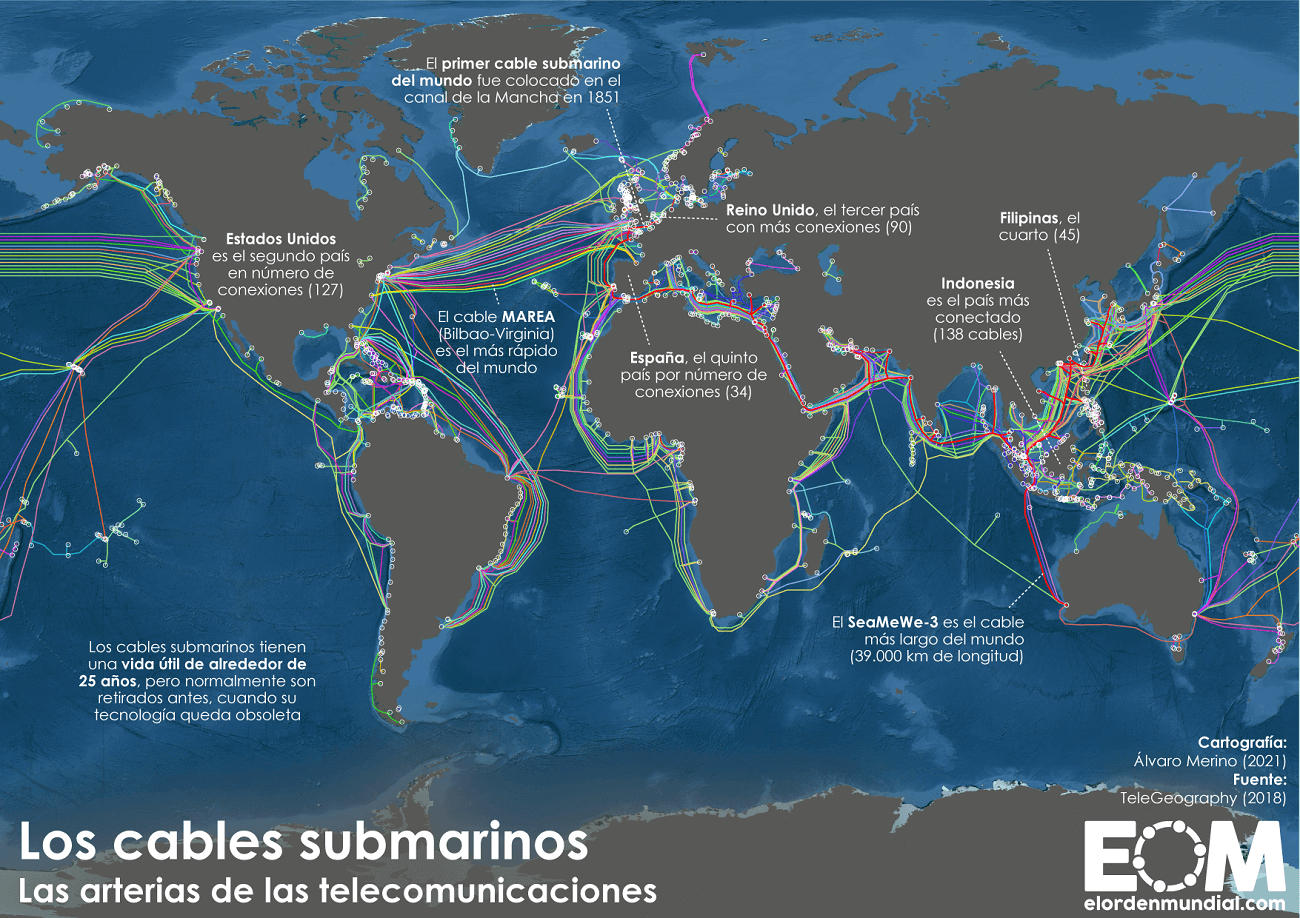 El primer cable submarino
del mundo fue colocado en el
canal de la Mancha en 1851
Reino Unido, el tercer país
con más conexiones (90)
Filipinas, el
cuarto (45)
Estados Unidos
es el segundo país
en número de
conexiones (127)
Indonesia
es el país más
conectado
(138 cables)
El cable MAREA
(Bilbao-Virginia)
es el más rápido
del mundo
España, el quinto
país por número de
conexiones (34)
El SeaMeWe-3 es el cable
más largo del mundo
(39.000 km de longitud)
Los cables submarinos tienen
una vida útil de alrededor de
25 años, pero normalmente son
retirados antes, cuando su
tecnología queda obsoleta
Cartografía:
Álvaro Merino (2021)
Fuente:
TeleGeography (2018)
Los cables submarinos
Las arterias de las telecomunicaciones
EOM
elordenmundial.com